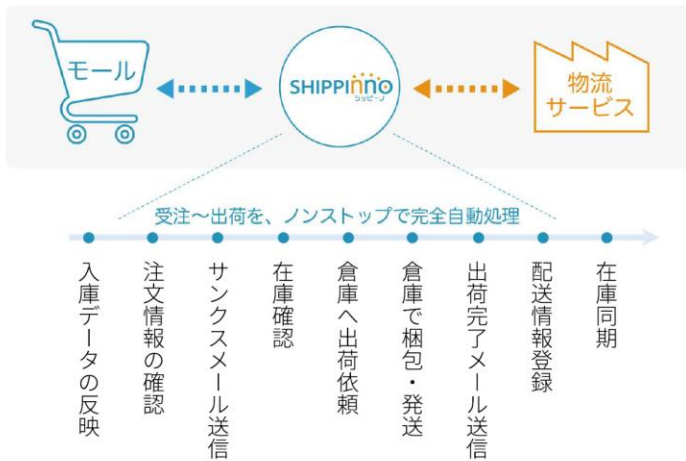 モール
SHIPPINNO
シッピーノ
物流
サービス
受注〜出荷を、ノンストップで完全自動処理
入庫データの反映
注文情報の確認
サンクスメール送信
在庫確認
倉庫へ出荷依頼
倉庫で梱包・発送
出荷完了メール送信
配送情報登録
在庫同期